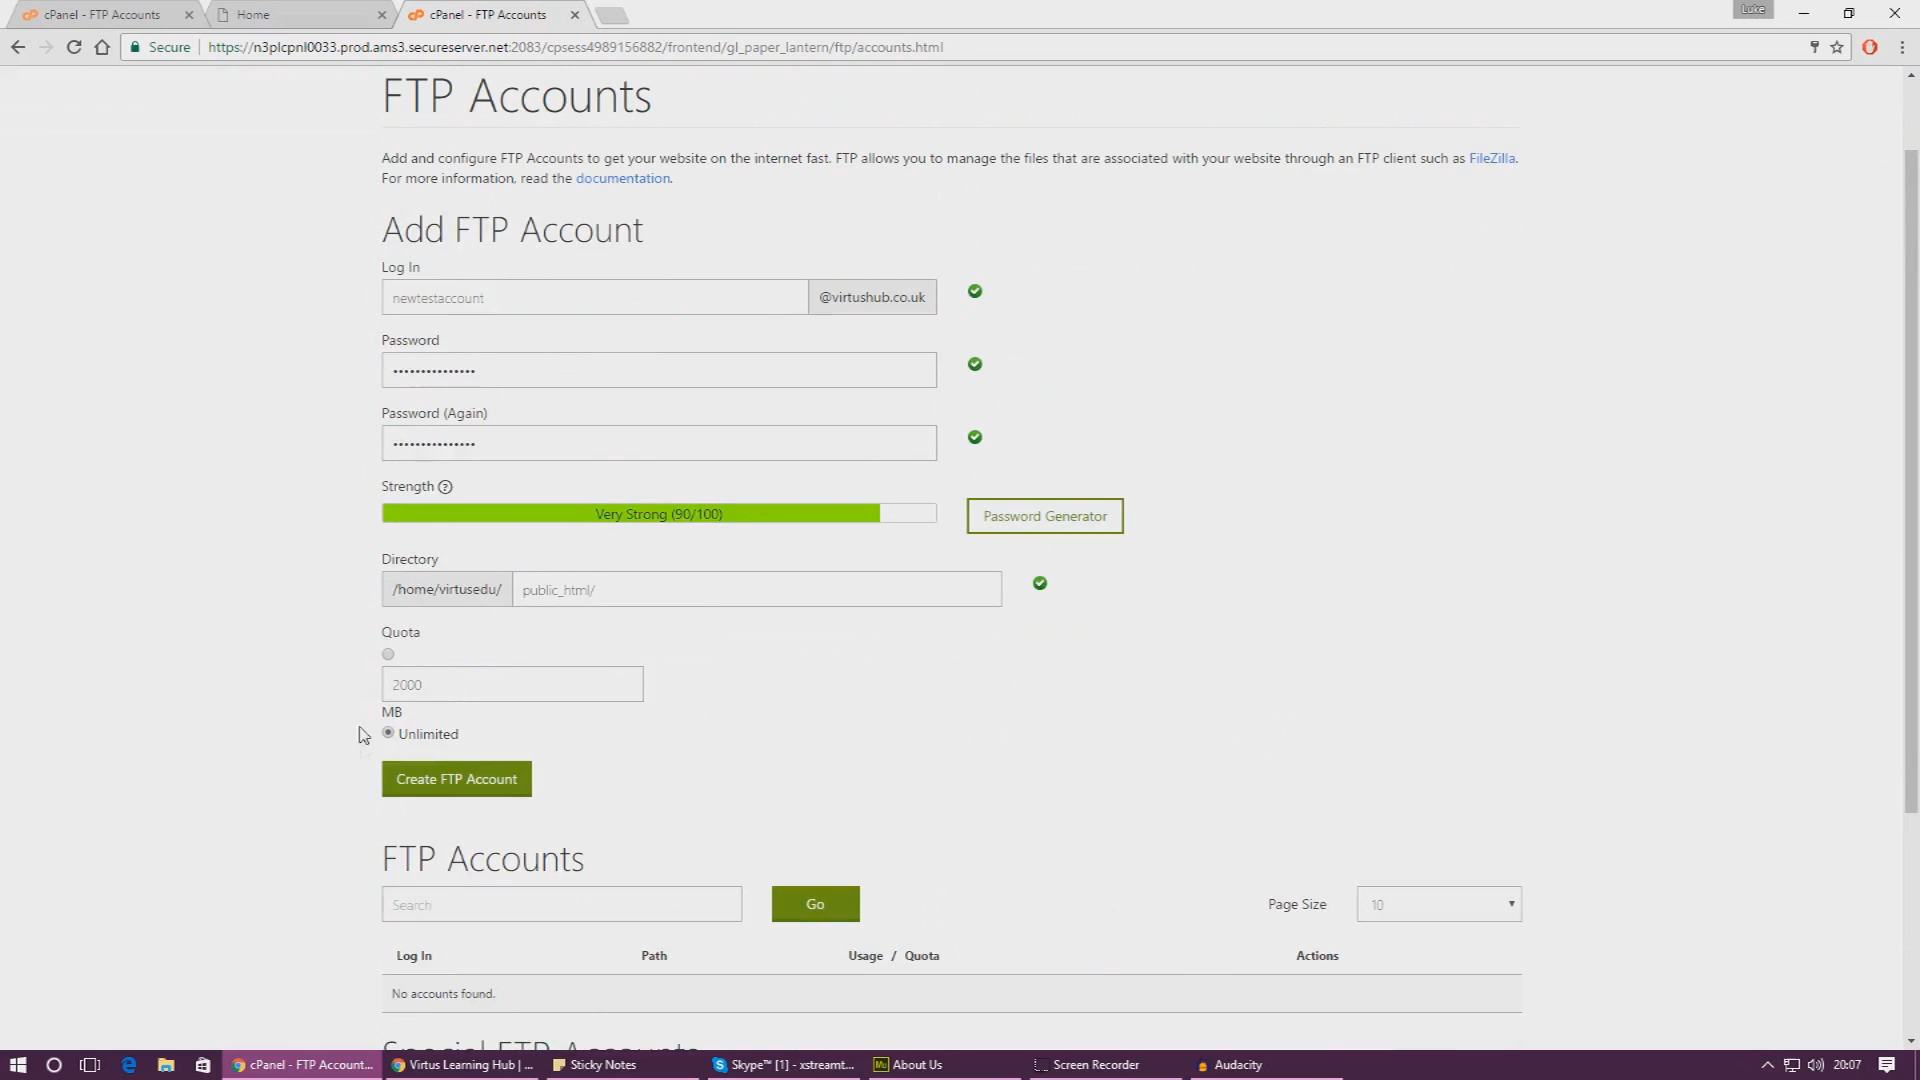 cPanel - FTP Accounts
Home
cPanel - FTP Accounts
Luke
Secure
https://n3plcpnl0033.prod.ams3.secureserver.net:2083/cpsess4989156882/frontend/gl_paper_lantern/ftp/accounts.html
FTP Accounts
Add and configure FTP Accounts to get your website on the internet fast. FTP allows you to manage the files that are associated with your website through an FTP client such as FileZilla.
For more information, read the documentation.
Add FTP Account
Log In
newtestaccount
@virtushub.co.uk
Password
•••••••••••••••
Password (Again)
•••••••••••••••
Strength ?
Very Strong (90/100)
Password Generator
Directory
/home/virtusedu/
public_html/
Quota
2000
MB
Unlimited
Create FTP Account
FTP Accounts
Search
Go
Page Size
10
Log In
Path
Usage / Quota
Actions
No accounts found.
Special FTP Accounts
cPanel - FTP Account...
Virtus Learning Hub | ...
Sticky Notes
Skype™ [1] - xstreamt...
Mu
About Us
Screen Recorder
Audacity
20:07